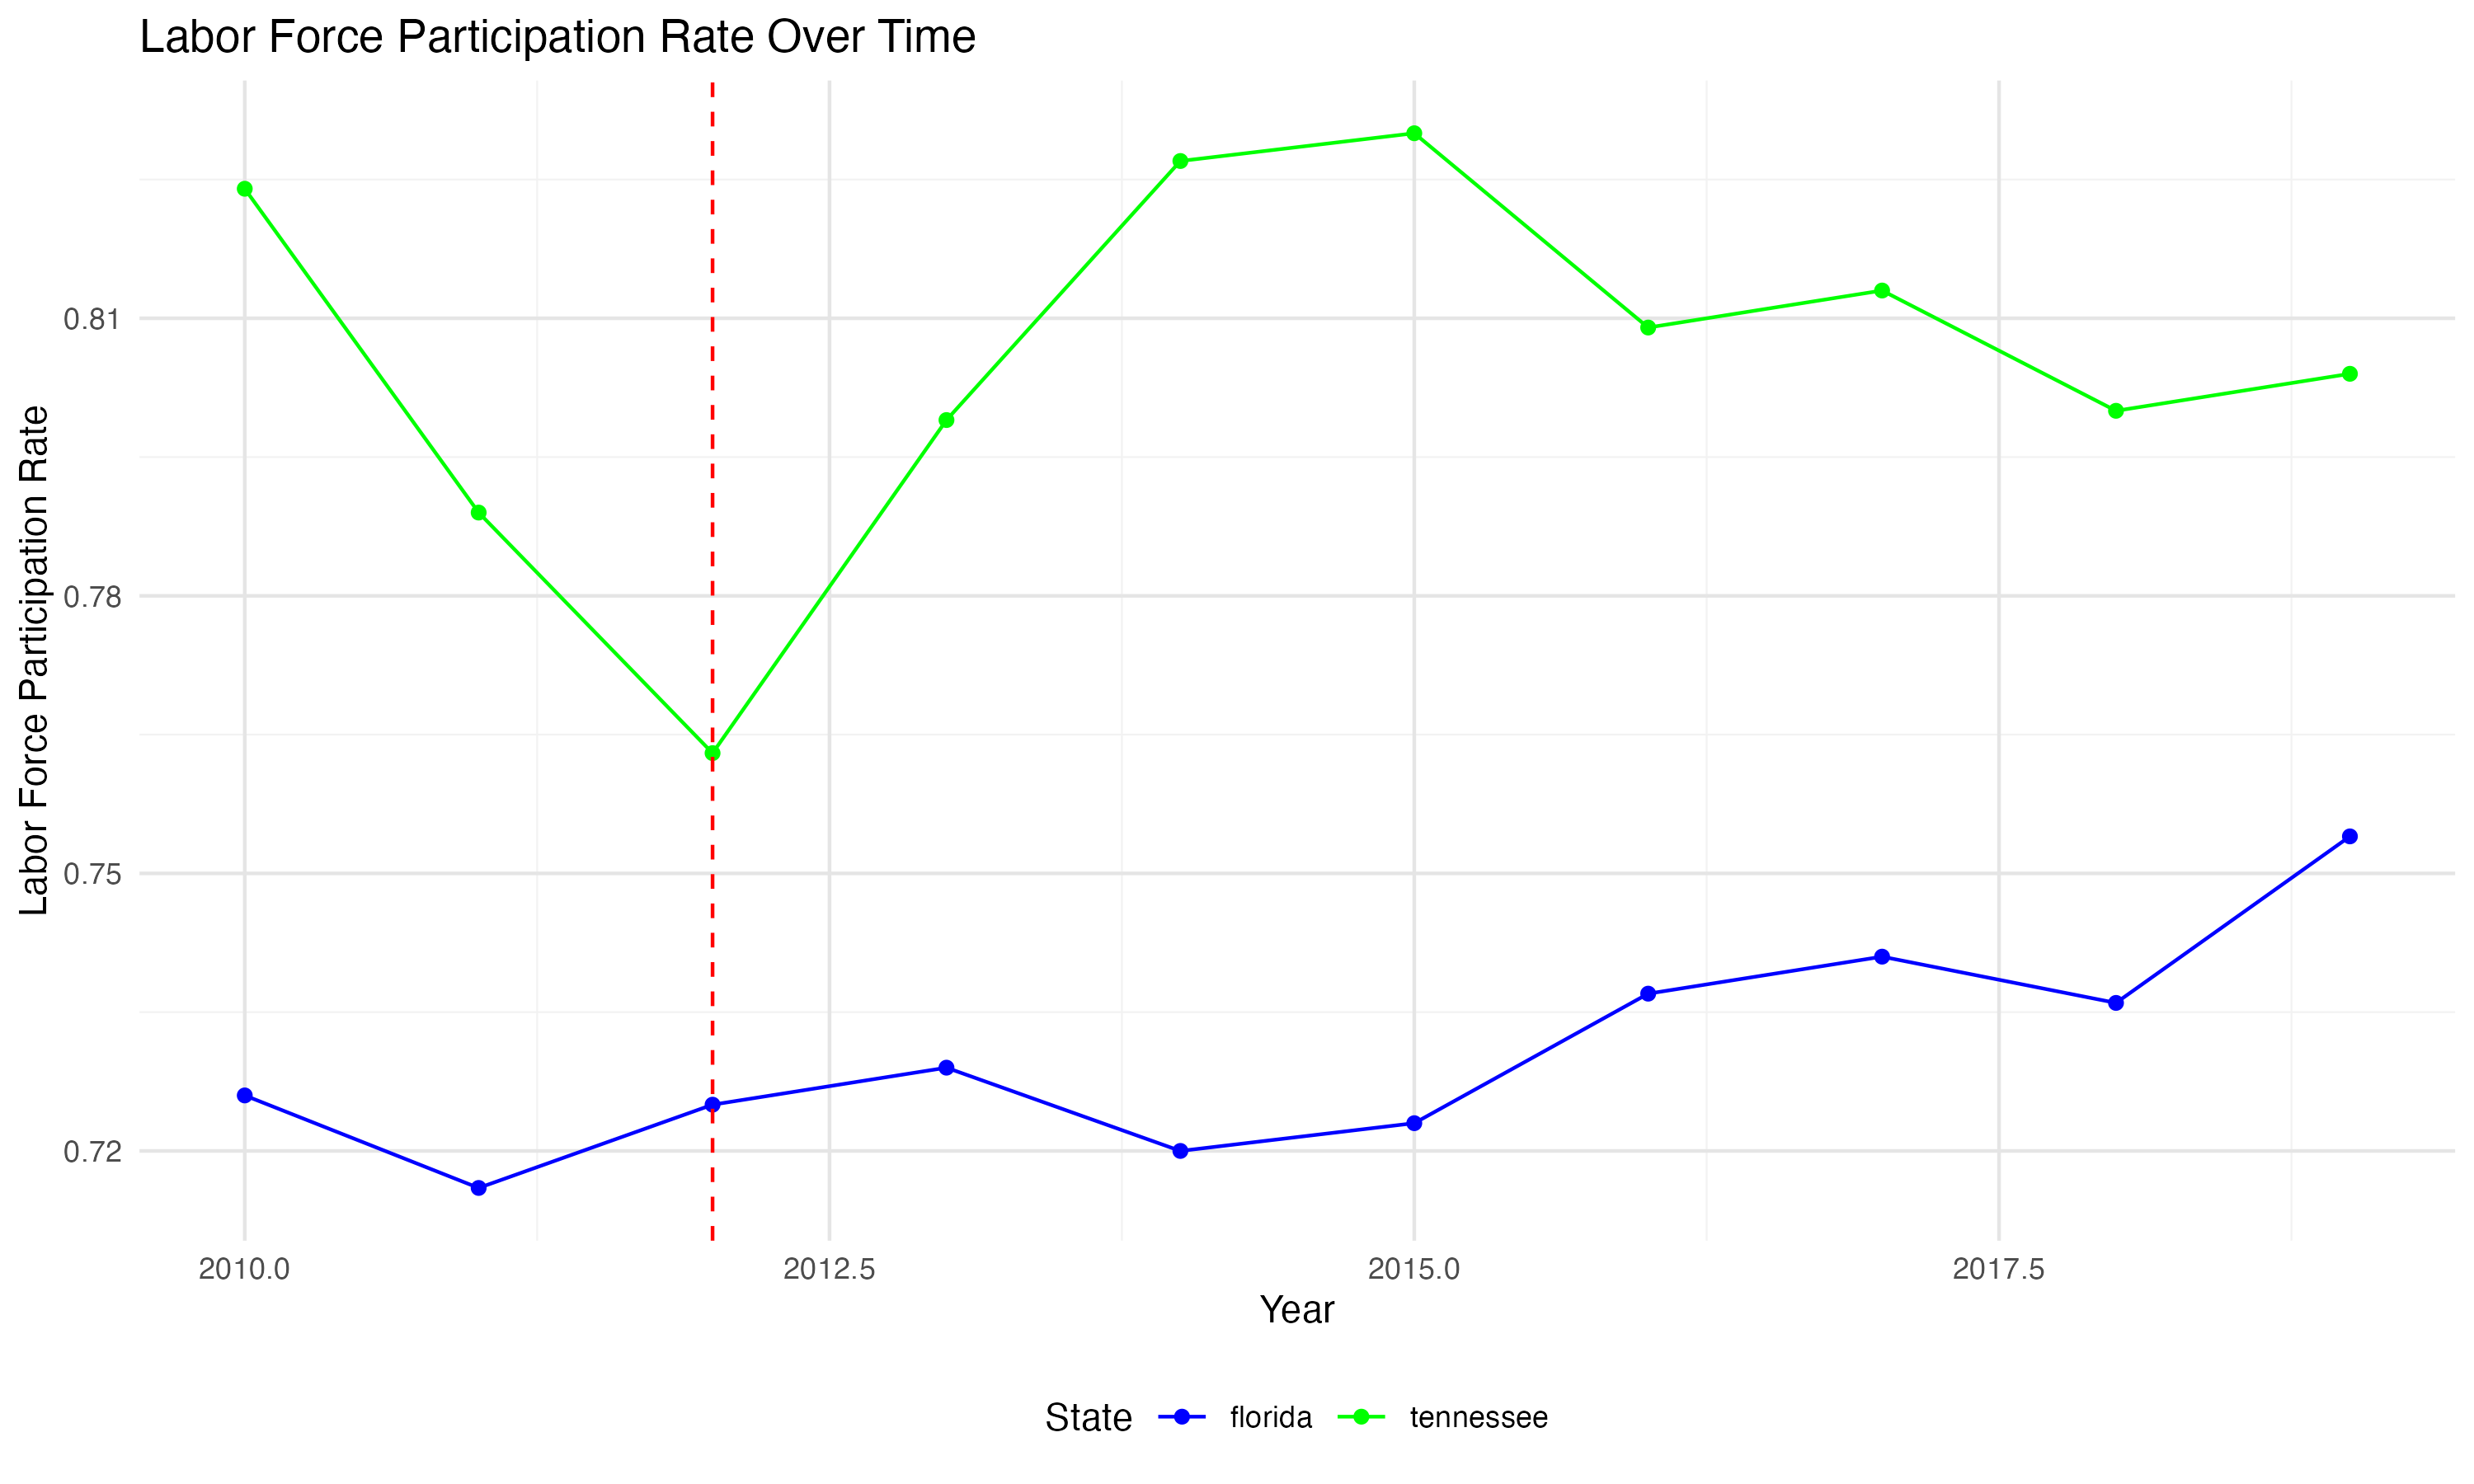 Labor Force Participation Rate Over Time
Labor Force Participation Rate
0.81
0.78
0.75
0.72
2010.0 2012.5 2015.0 2017.5
Year
State florida tennessee